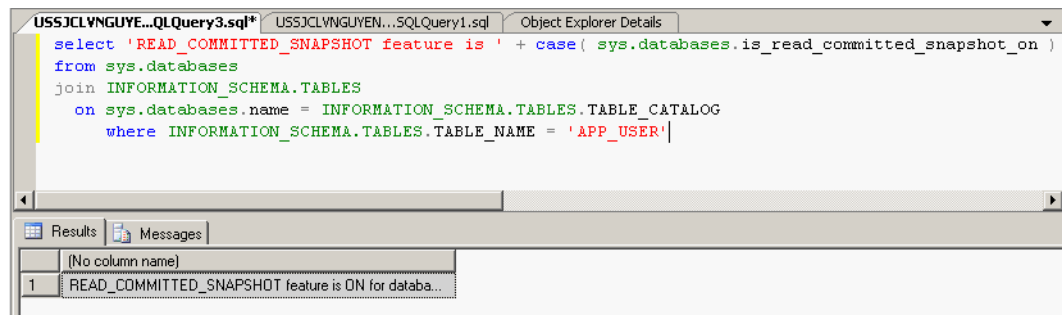 USSJCLVNGUYE...QLQuery3.sql* USSJCLVNGUYEN...SQLQuery1.sql Object Explorer Details
select 'READ_COMMITTED_SNAPSHOT feature is ' + case( sys.databases.is_read_committed_snapshot_on )
from sys.databases
join INFORMATION_SCHEMA.TABLES
on sys.databases.name = INFORMATION_SCHEMA.TABLES.TABLE_CATALOG
where INFORMATION_SCHEMA.TABLES.TABLE_NAME = 'APP_USER'
Results Messages
(No column name)
1 READ_COMMITTED_SNAPSHOT feature is ON for databa...